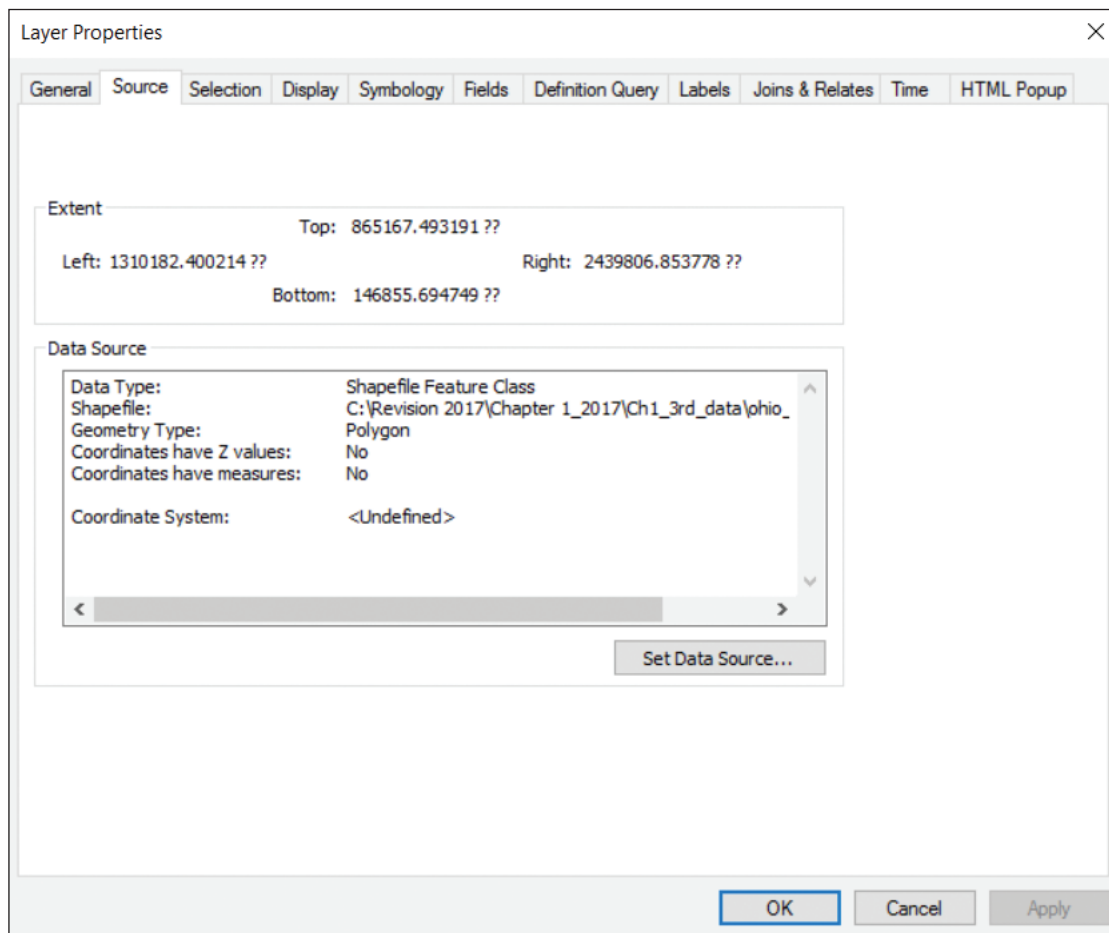 Layer Properties
General Source Selection Display Symbology Fields Definition Query Labels Joins & Relates Time HTML Popup
Extent
Top: 865167.493191 ??
Left: 1310182.400214 ?? Right: 2439806.853778 ??
Bottom: 146855.694749 ??
Data Source
Data Type: Shapefile Feature Class
Shapefile: C:\Revision 2017\Chapter 1_2017\Ch1_3rd_data\ohio_
Geometry Type: Polygon
Coordinates have Z values: No
Coordinates have measures: No
Coordinate System: <Undefined>
Set Data Source...
OK Cancel Apply